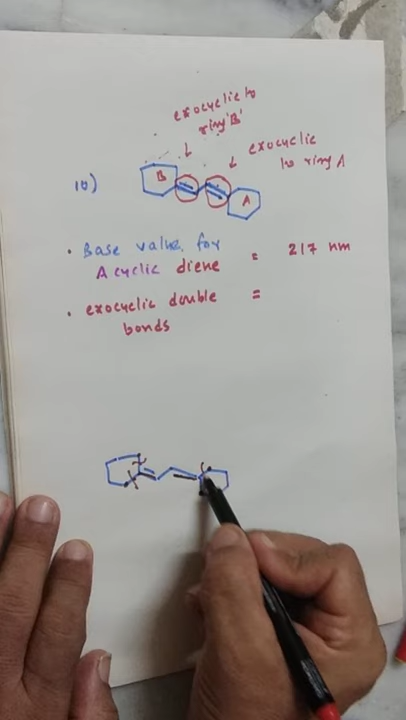 exocyclic to
ring 'B'
exocyclic
to ring A
10)
B
A
• Base value for
Acyclic diene = 217 nm
• exocyclic double =
bonds